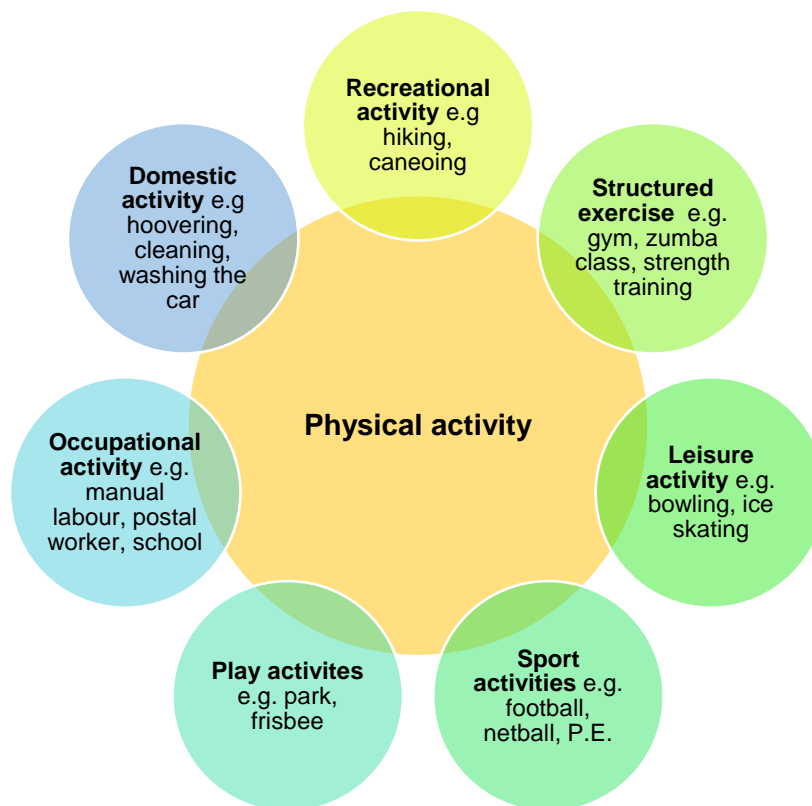 Recreational
activity e.g
hiking,
caneoing
Structured
exercise e.g.
gym, zumba
class, strength
training
Leisure
activity e.g.
bowling, ice
skating
Sport
activities e.g.
football,
netball, P.E.
Play activites
e.g. park,
frisbee
Occupational
activity e.g.
manual
labour, postal
worker, school
Domestic
activity e.g
hoovering,
cleaning,
washing the
car
Physical activity